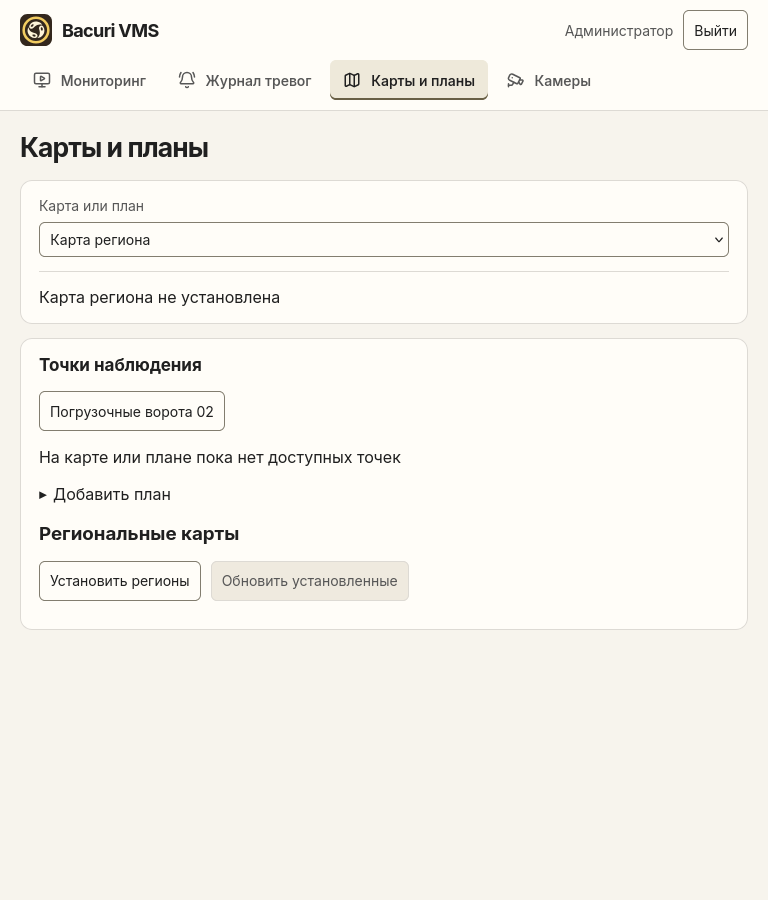 Bacuri VMS
Администратор
Выйти
Мониторинг
Журнал тревог
Карты и планы
Камеры
Карты и планы
Карта или план
Карта региона
Карта региона не установлена
Точки наблюдения
Погрузочные ворота 02
На карте или плане пока нет доступных точек
Добавить план
Региональные карты
Установить регионы
Обновить установленные